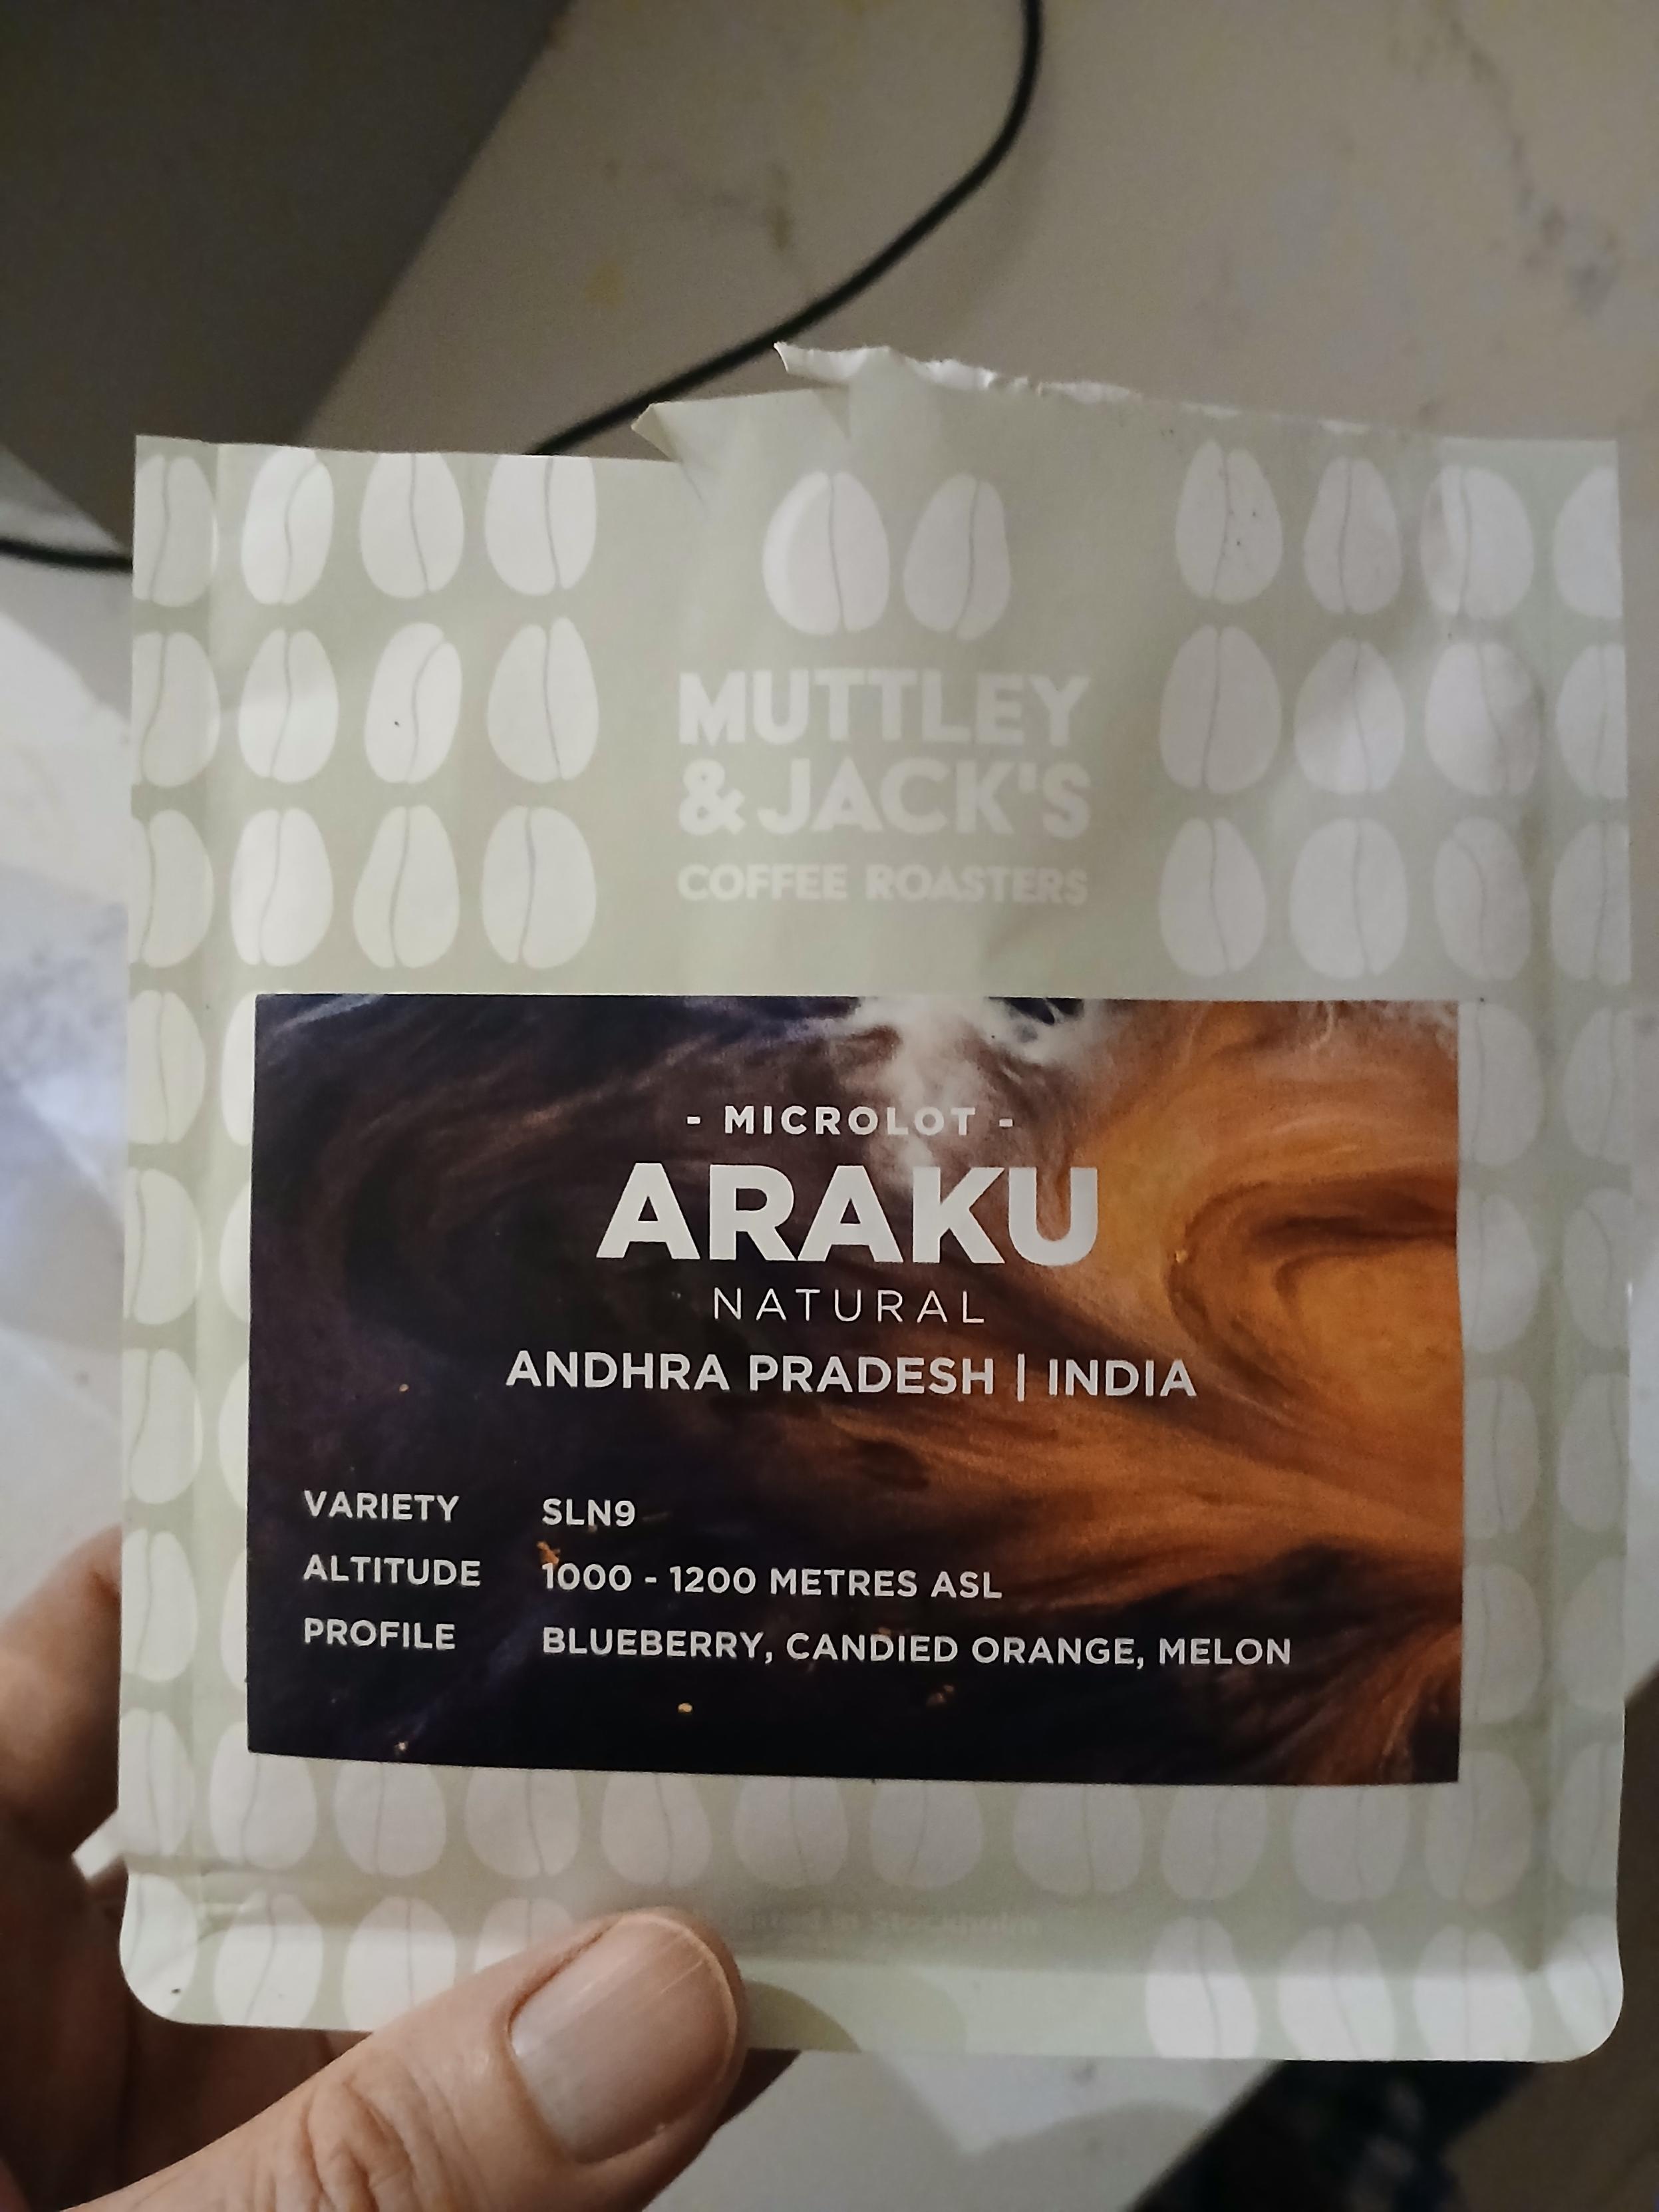 MUTTLEY
& JACK'S
COFFEE ROASTERS
- MICROLOT -
ARAKU
NATURAL
ANDHRA PRADESH | INDIA
VARIETY SLN9
ALTITUDE 1000 - 1200 METRES ASL
PROFILE BLUEBERRY, CANDIED ORANGE, MELON